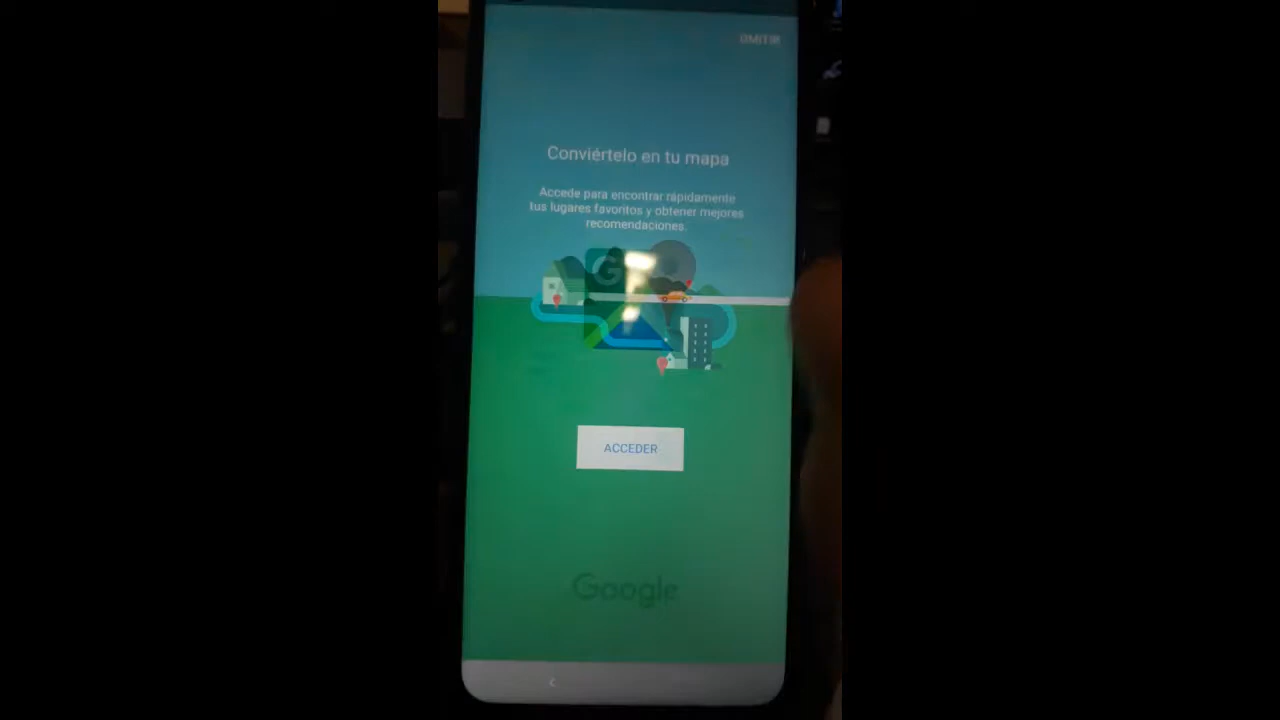 OMITIR
Conviértelo en tu mapa
Accede para encontrar rápidamente
tus lugares favoritos y obtener mejores
recomendaciones.
G
ACCEDER
Google